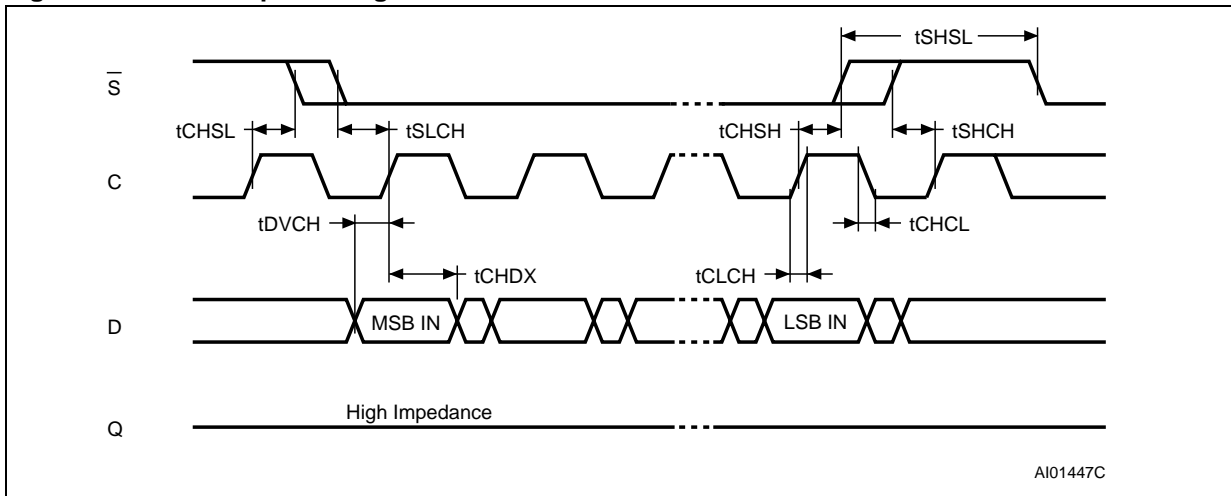 tSHSL
S̅
tCHSL
tSLCH
tCHSH
tSHCH
C
tDVCH
tCHCL
tCHDX
tCLCH
D
MSB IN
LSB IN
High Impedance
Q
AI01447C